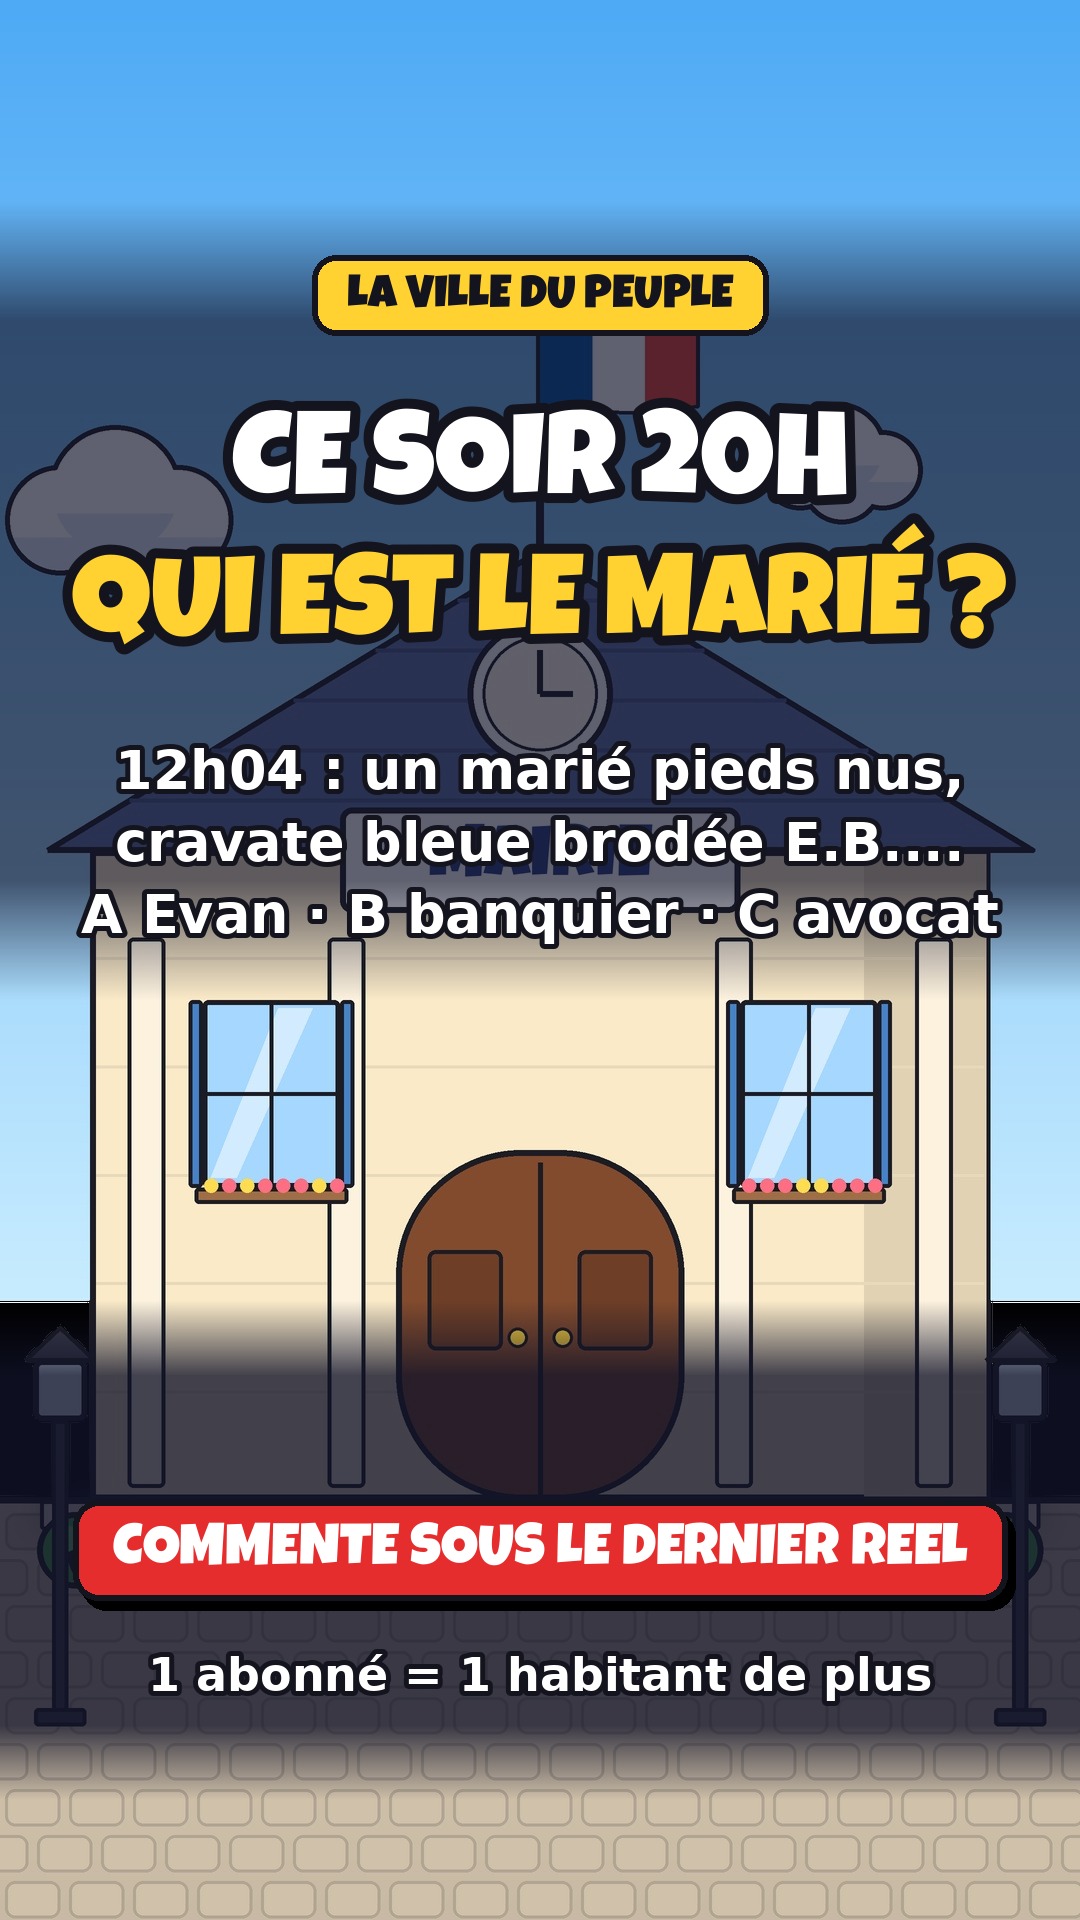 LA VILLE DU PEUPLE
CE SOIR 20H
QUI EST LE MARIÉ ?
12h04 : un marié pieds nus,
MAIRIE
cravate bleue brodée E.B....
A Evan · B banquier · C avocat
COMMENTE SOUS LE DERNIER REEL
1 abonné = 1 habitant de plus